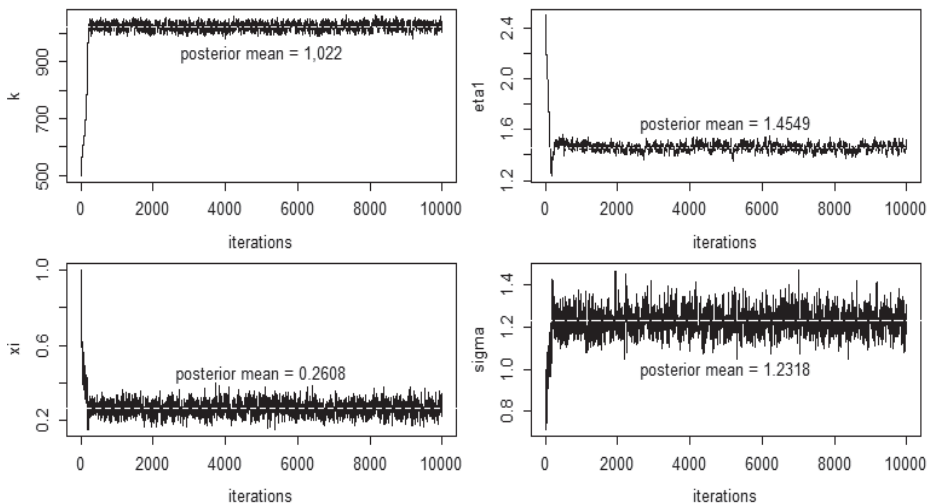 k
900
700
500
posterior mean = 1,022
0 2000 4000 6000 8000 10000
iterations
eta1
2.4
2.0
1.6
1.2
posterior mean = 1.4549
0 2000 4000 6000 8000 10000
iterations
xi
1.0
0.6
0.2
posterior mean = 0.2608
0 2000 4000 6000 8000 10000
iterations
sigma
1.4
1.2
1.0
0.8
posterior mean = 1.2318
0 2000 4000 6000 8000 10000
iterations